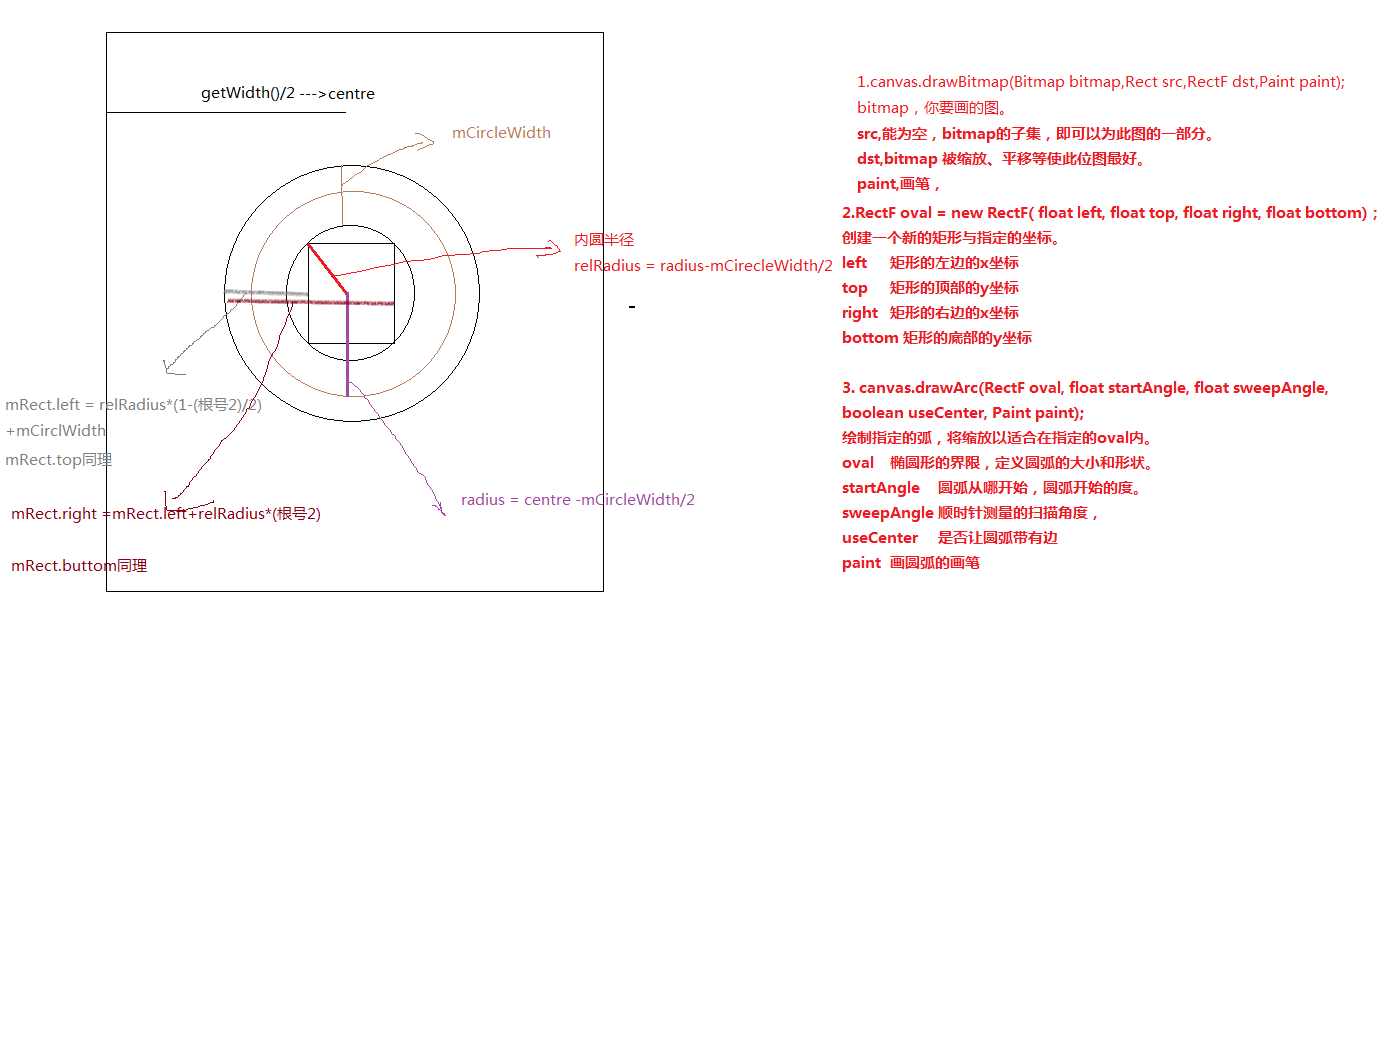 getWidth()/2 --->centre
mCircleWidth
内圆半径
relRadius = radius-mCirecleWidth/2
mRect.left = relRadius*(1-(根号2)/2)
+mCirclWidth
mRect.top同理
mRect.right =mRect.left+relRadius*(根号2)
mRect.buttom同理
radius = centre -mCircleWidth/2
1.canvas.drawBitmap(Bitmap bitmap,Rect src,RectF dst,Paint paint);
bitmap，你要画的图。
src,能为空，bitmap的子集，即可以为此图的一部分。
dst,bitmap 被缩放、平移等使此位图最好。
paint,画笔，
2.RectF oval = new RectF( float left, float top, float right, float bottom)；
创建一个新的矩形与指定的坐标。
left 矩形的左边的x坐标
top 矩形的顶部的y坐标
right 矩形的右边的x坐标
bottom 矩形的底部的y坐标
3. canvas.drawArc(RectF oval, float startAngle, float sweepAngle,
boolean useCenter, Paint paint);
绘制指定的弧，将缩放以适合在指定的oval内。
oval 椭圆形的界限，定义圆弧的大小和形状。
startAngle 圆弧从哪开始，圆弧开始的度。
sweepAngle 顺时针测量的扫描角度，
useCenter 是否让圆弧带有边
paint 画圆弧的画笔